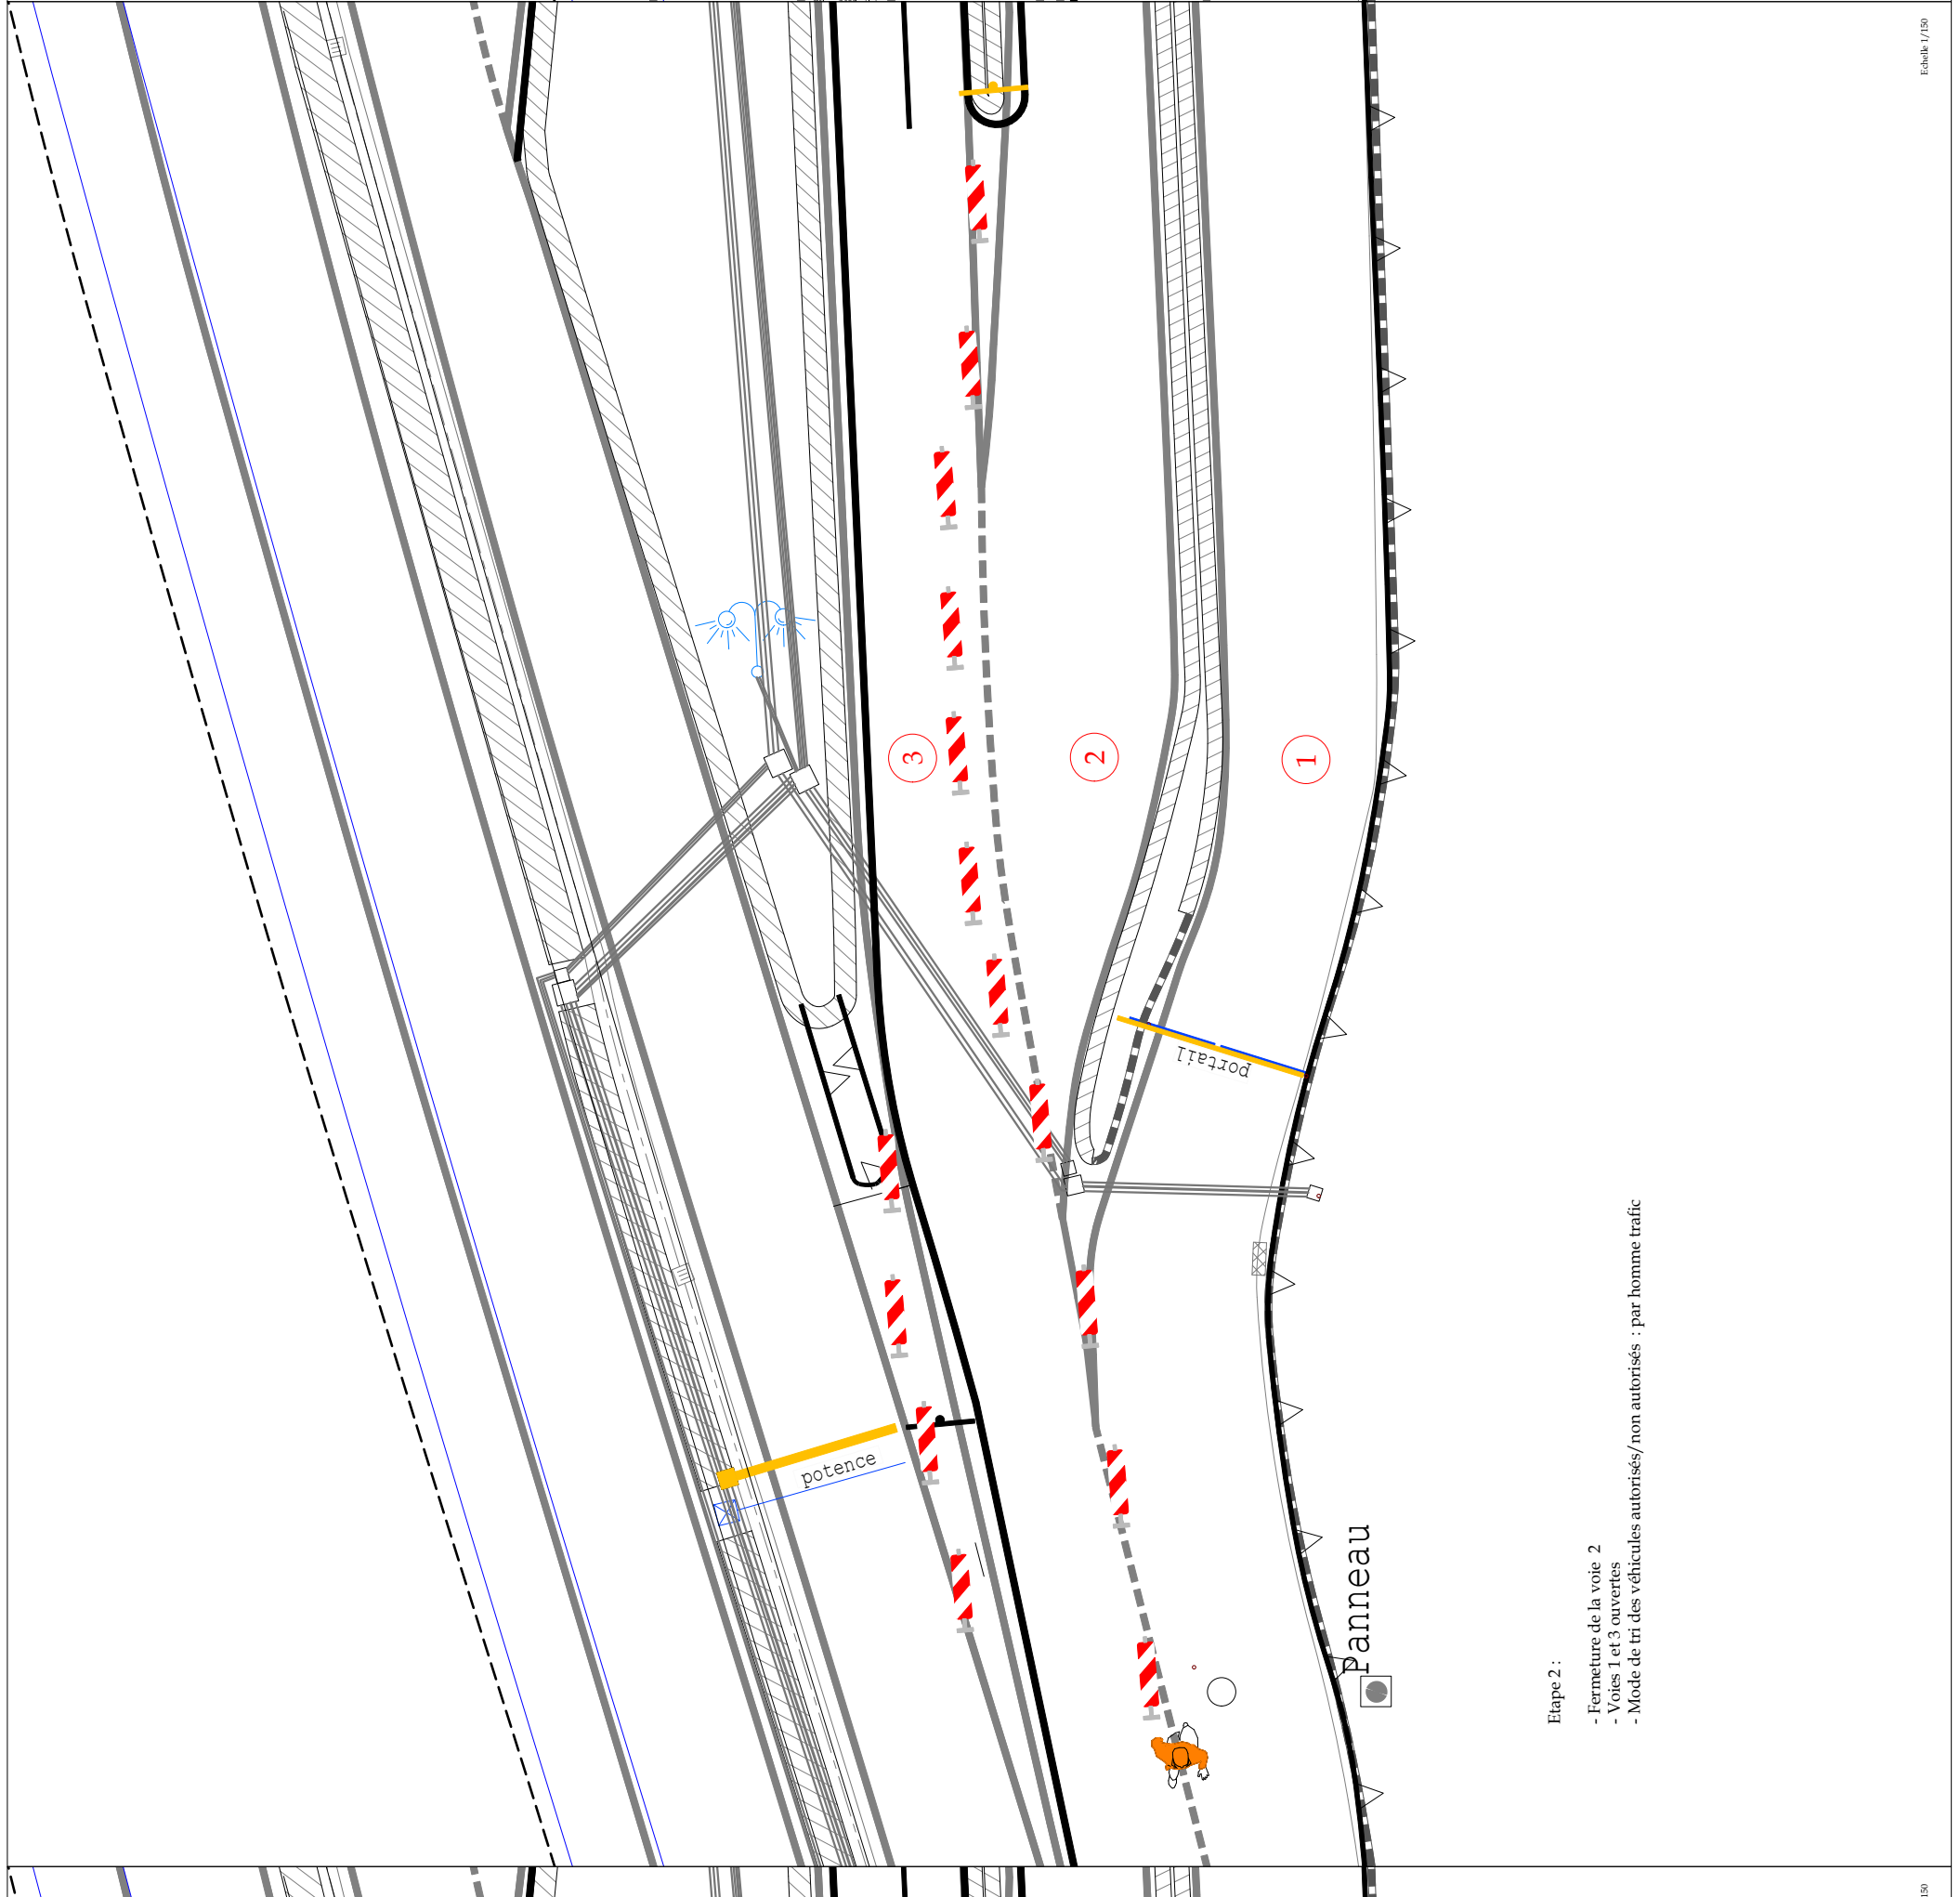 Echelle 1/150
3
2
1
portail
potence
Panneau
Etape 2 :
- Fermeture de la voie 2
- Voies 1 et 3 ouvertes
- Mode de tri des véhicules autorisés/non autorisés : par homme trafic
150